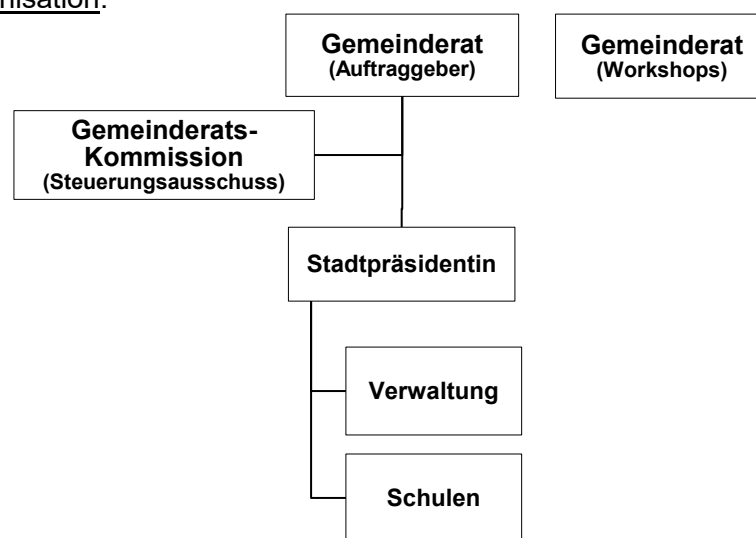 nisation:
Gemeinderat
(Auftraggeber)
Gemeinderat
(Workshops)
Gemeinderats-
Kommission
(Steuerungsausschuss)
Stadtpräsidentin
Verwaltung
Schulen